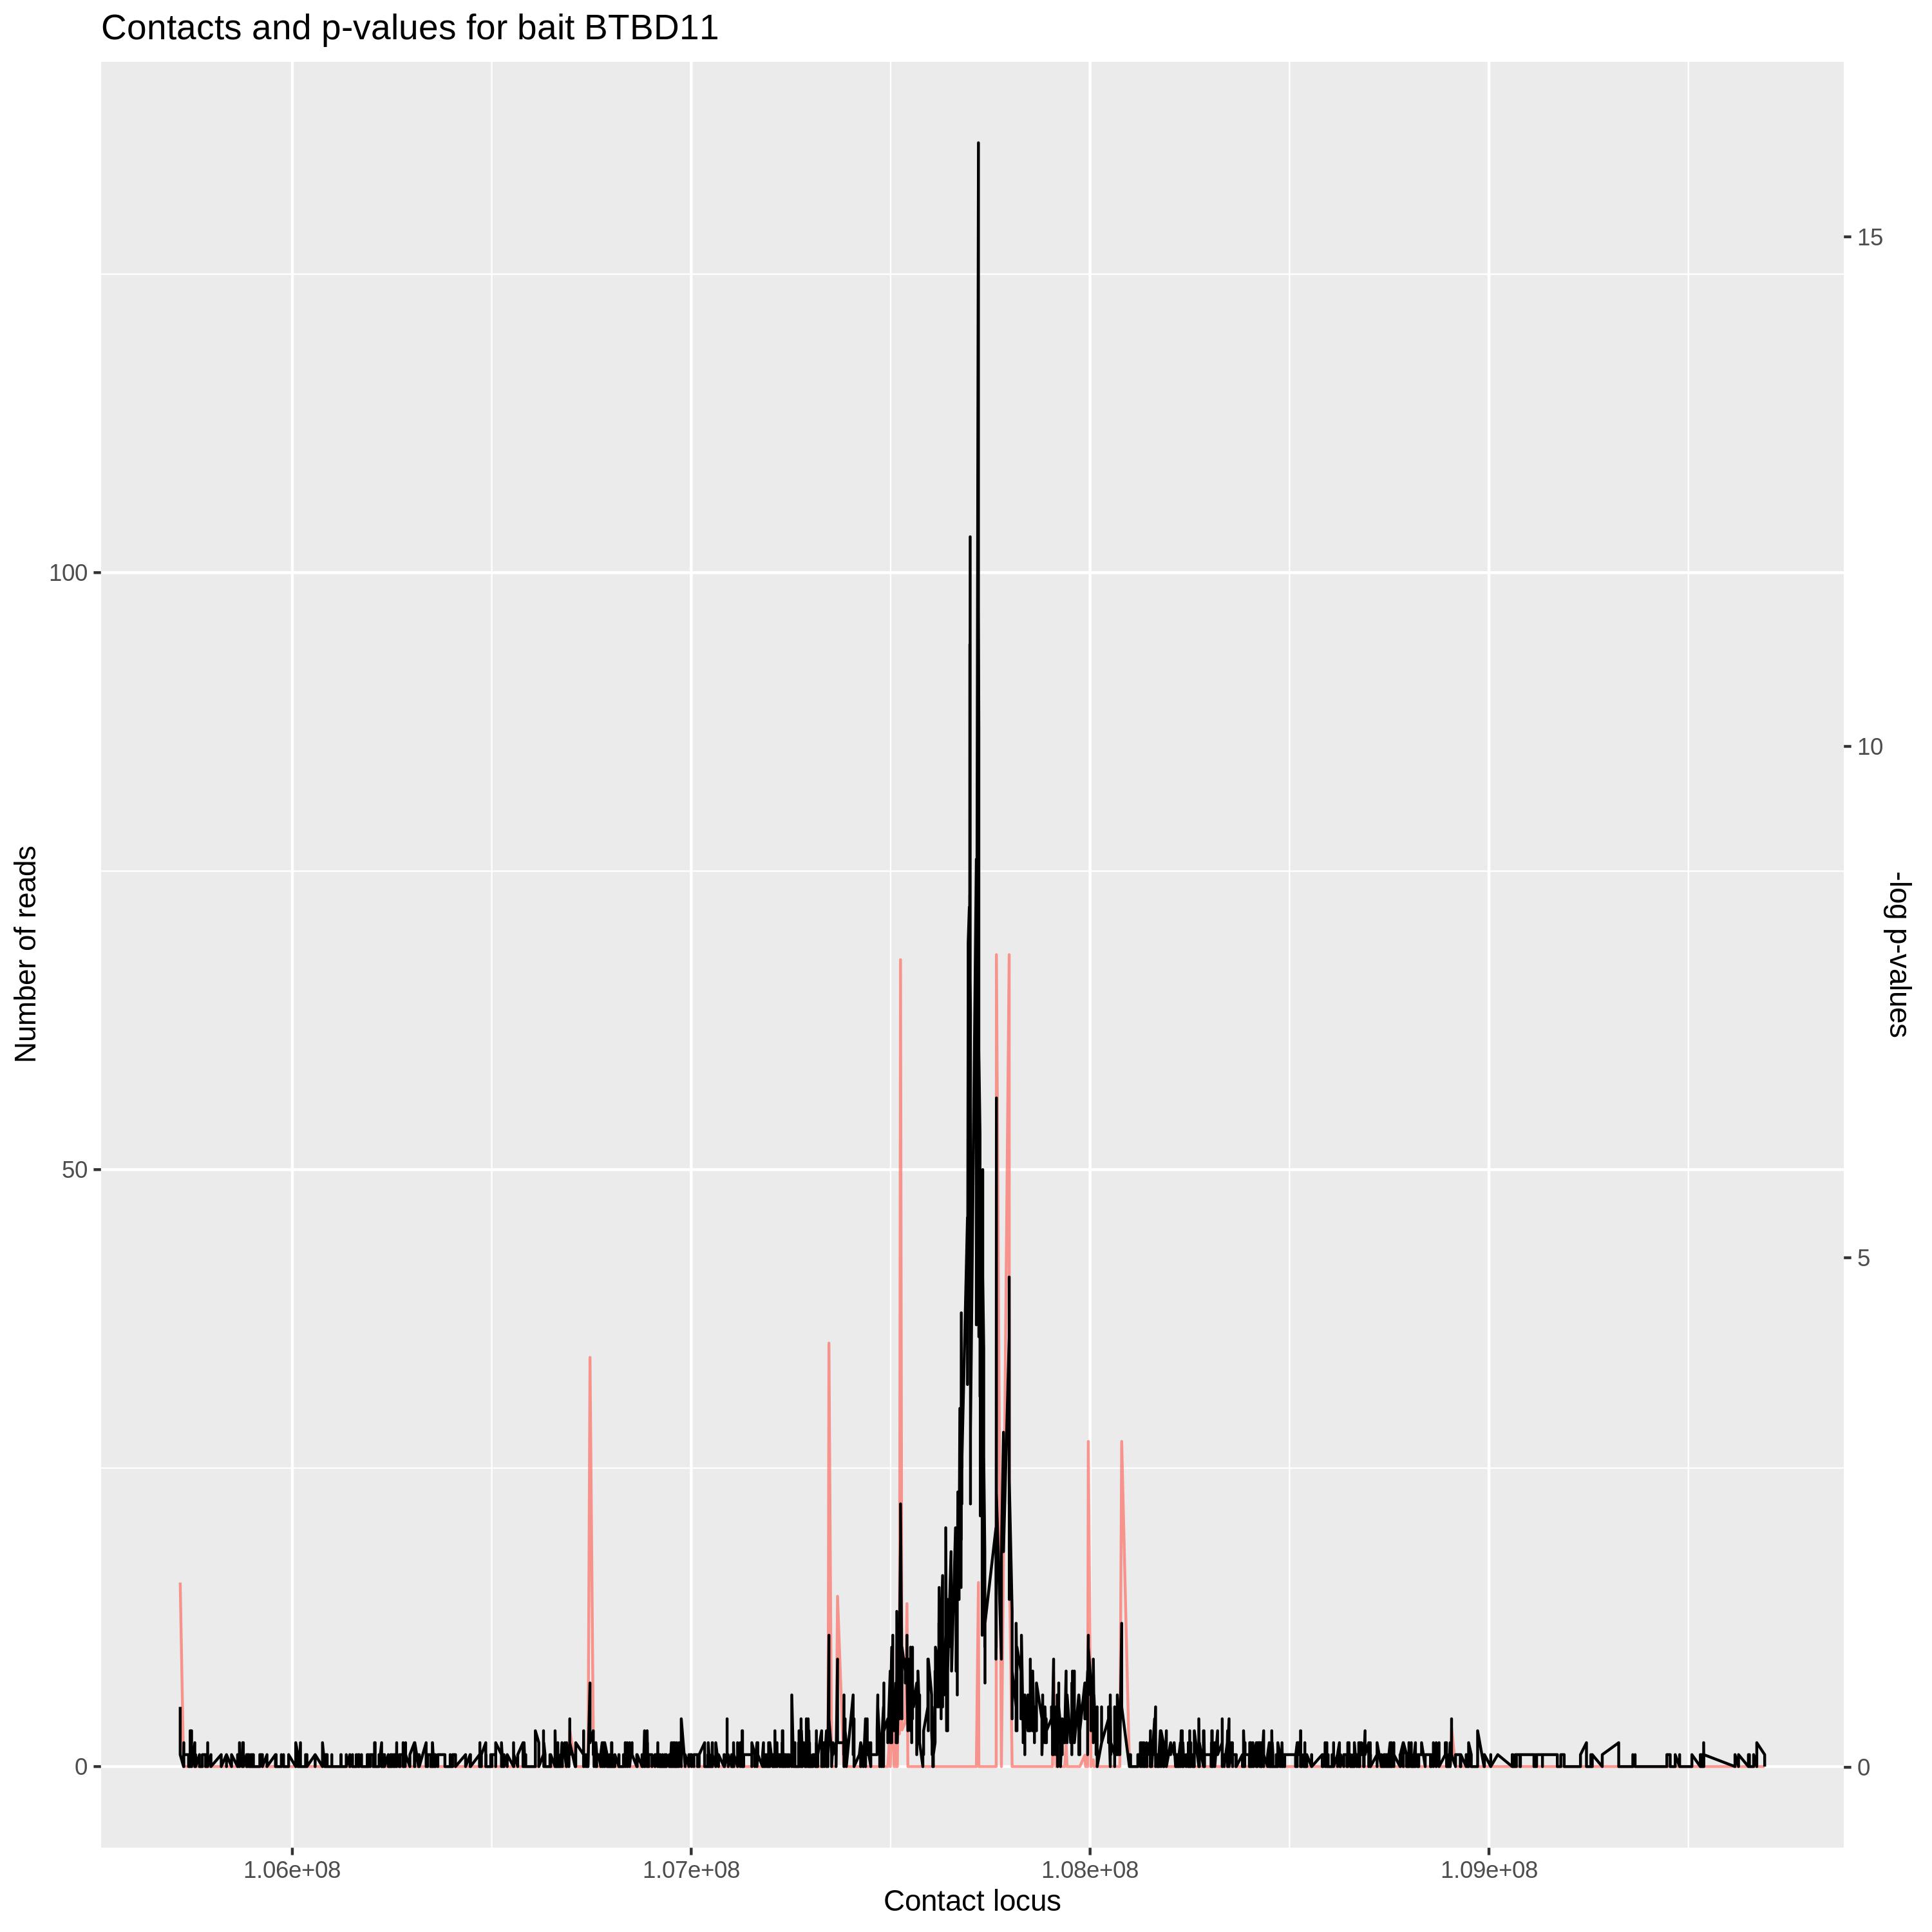 Contacts and p-values for bait BTBD11
Number of reads
100
50
0
15
10
5
0
-log p-values
1.06e+08
1.07e+08
1.08e+08
1.09e+08
Contact locus